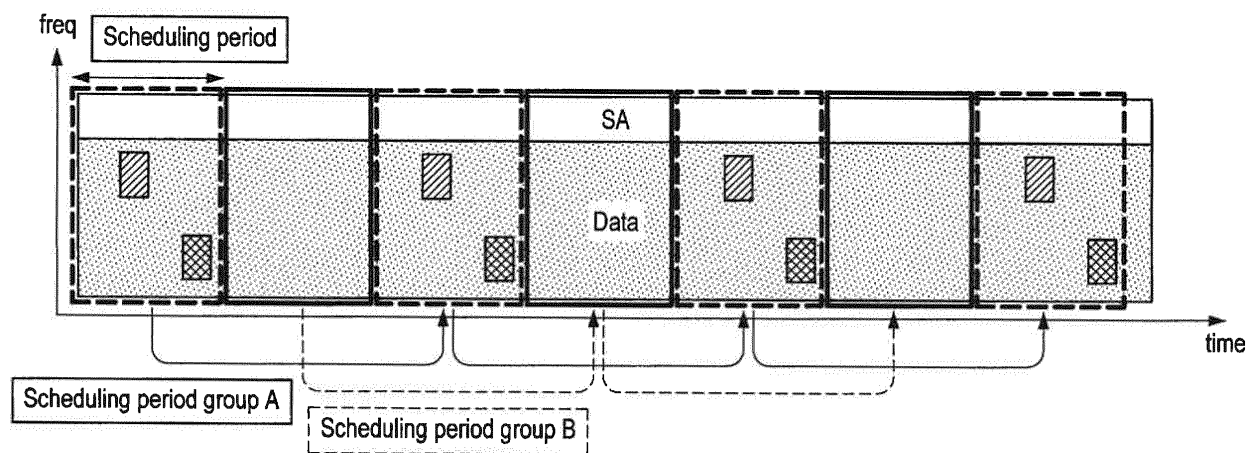 freq
Scheduling period
SA
Data
time
Scheduling period group A
Scheduling period group B